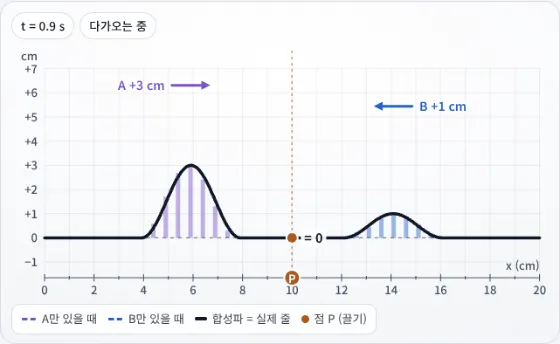 t = 0.9 s 다가오는 중
cm
+7
+6
+5
+4
+3
+2
+1
0
−1
A +3 cm
B +1 cm
= 0
x (cm)
P
0 2 4 6 8 10 12 14 16 18 20
A만 있을 때 B만 있을 때 합성파 = 실제 줄 점 P (끌기)